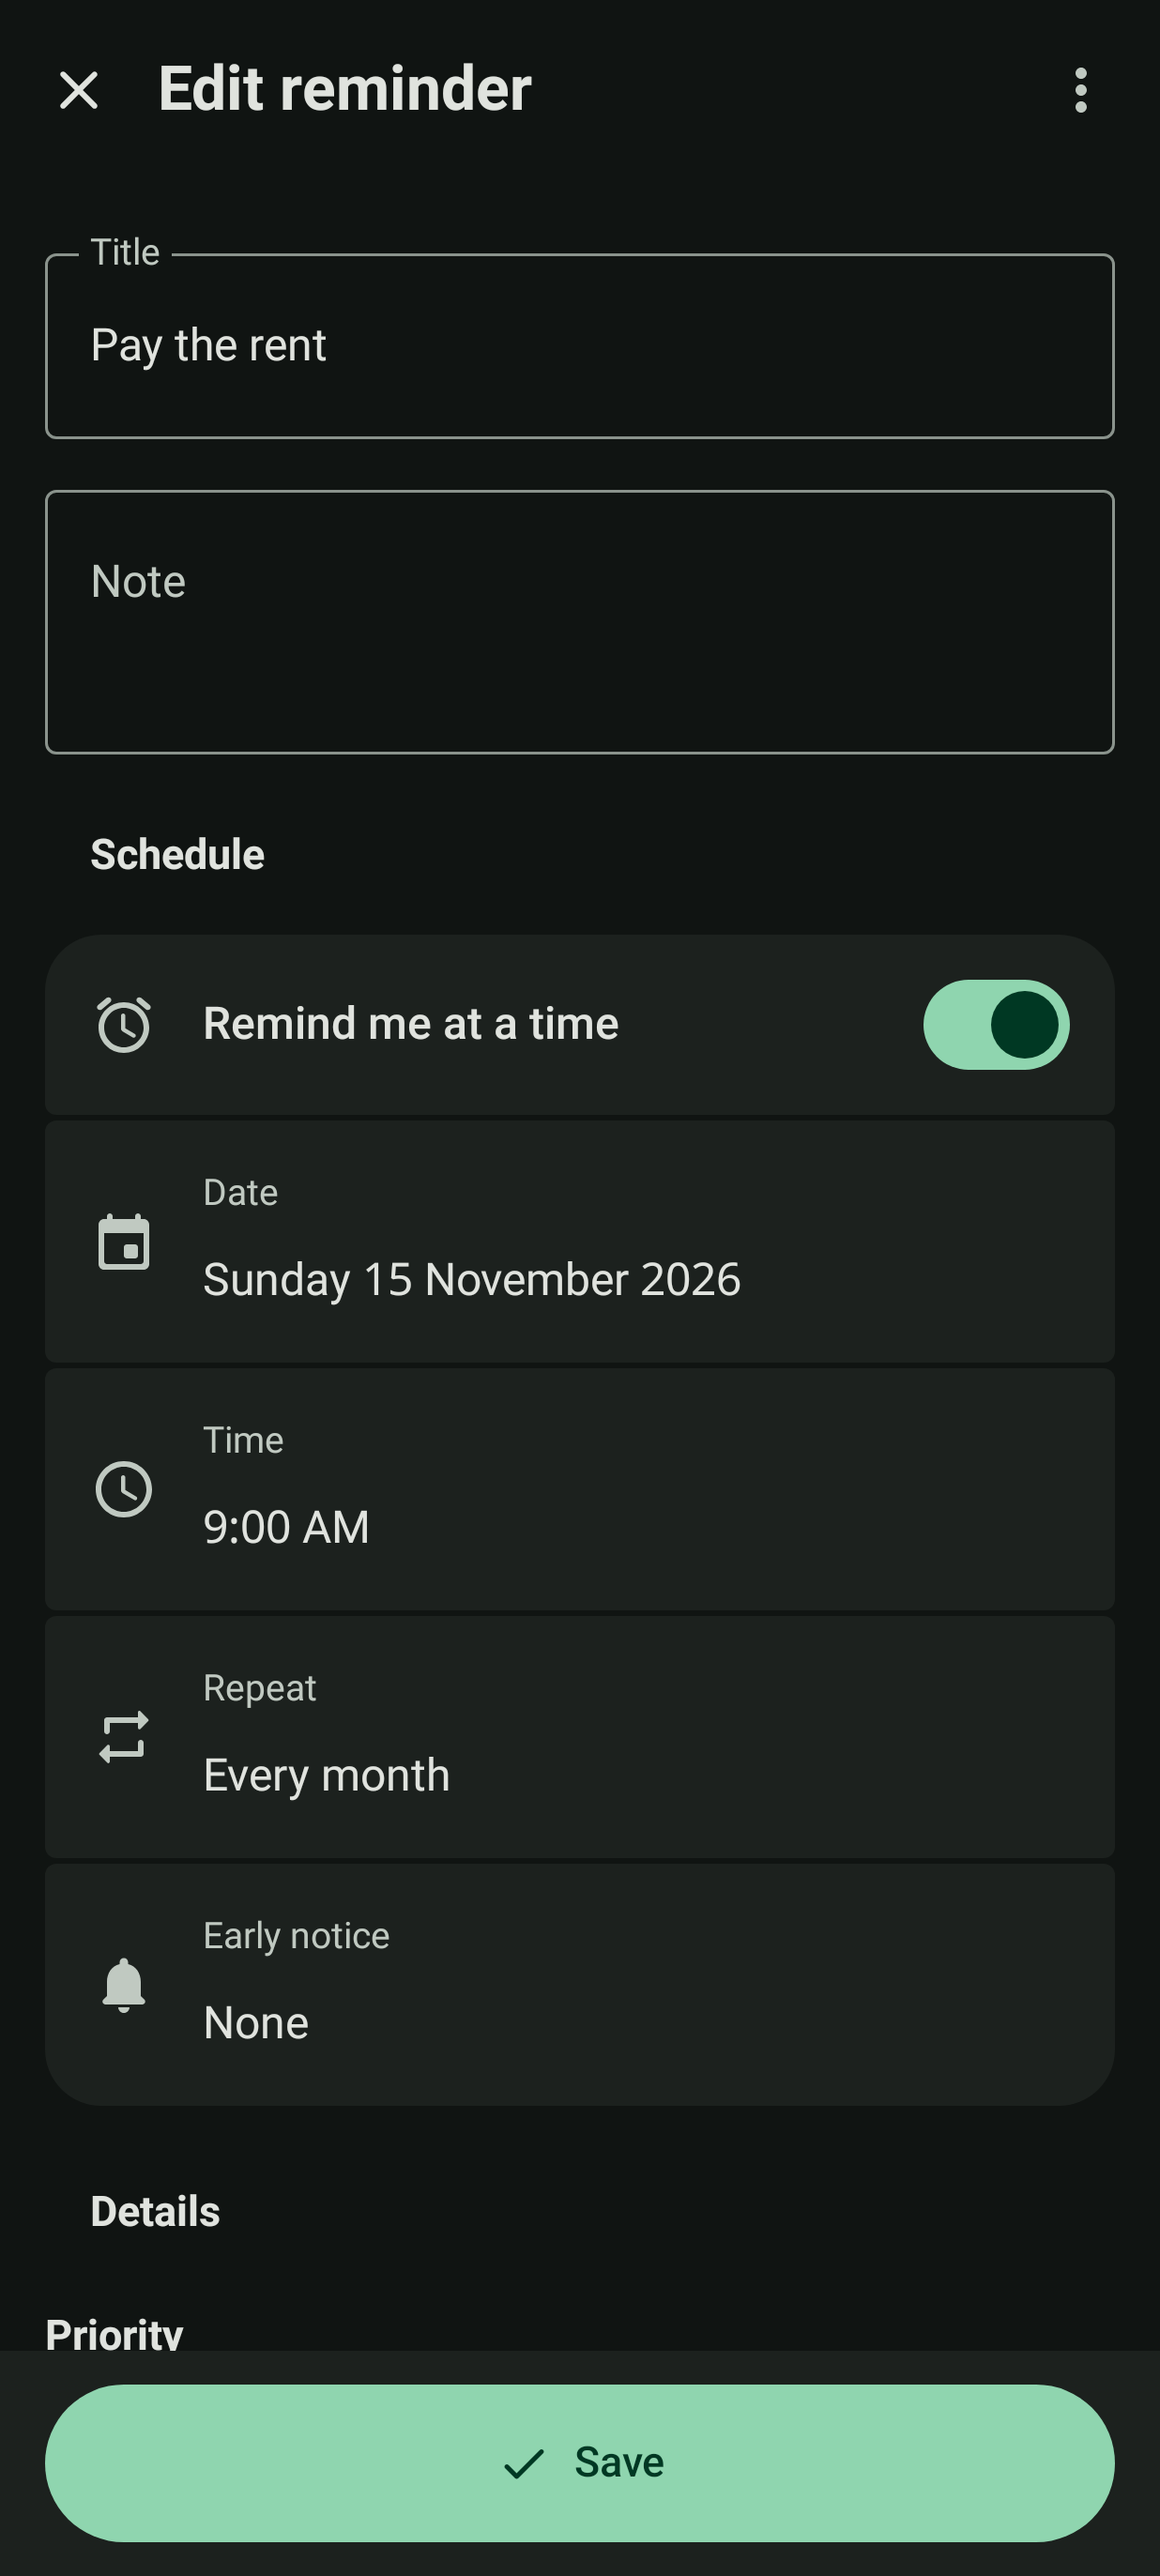 Edit reminder
Title
Pay the rent
Note
Schedule
Remind me at a time
Date
Sunday 15 November 2026
Time
9:00 AM
Repeat
Every month
Early notice
None
Details
Priority
Save